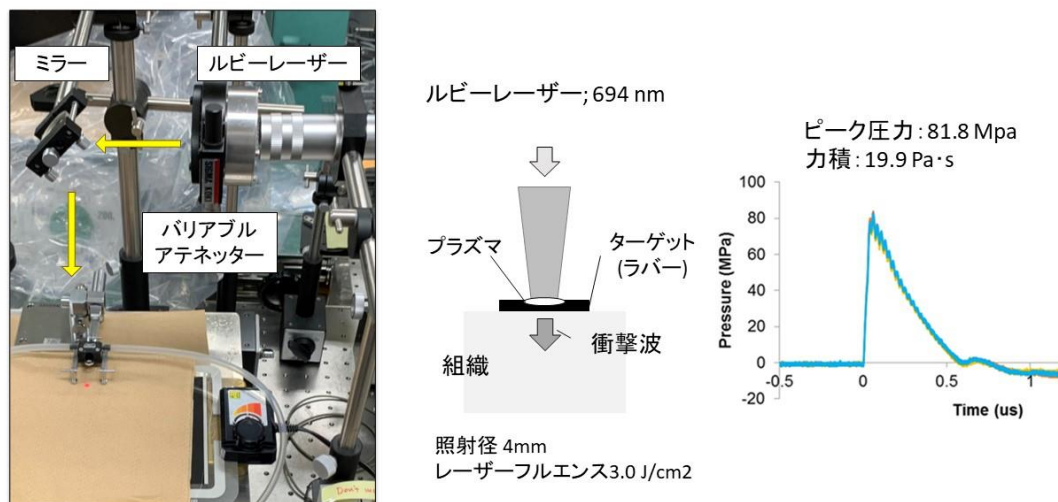 ミラー
ルビーレーザー
バリアブル
アテネッター
ルビーレーザー; 694 nm
プラズマ
ターゲット
(ラバー)
衝撃波
組織
照射径 4mm
レーザーフルエンス3.0 J/cm2
ピーク圧力 : 81.8 Mpa
力積 : 19.9 Pa・s
Pressure (MPa)
100
80
60
40
20
0
-20
-0.5
0
0.5
1
Time (us)